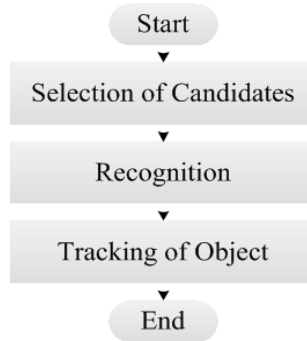 Start
Selection of Candidates
Recognition
Tracking of Object
End